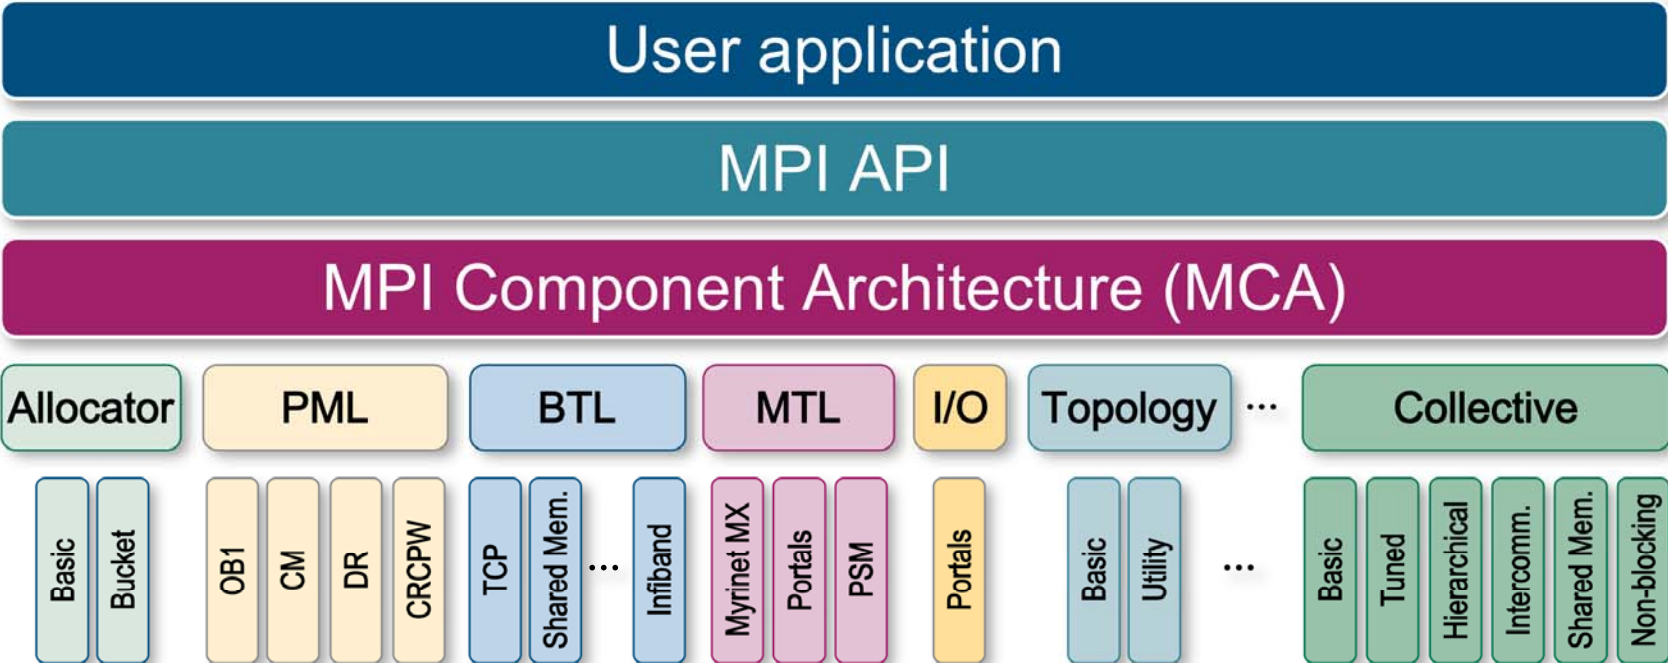 User application
MPI API
MPI Component Architecture (MCA)
Allocator
PML
BTL
MTL
I/O
Topology
...
Collective
Basic
Bucket
OB1
CM
DR
CRCPW
TCP
Shared Mem.
...
Infiband
Myrinet MX
Portals
PSM
Portals
Basic
Utility
...
Basic
Tuned
Hierarchical
Intercomm.
Shared Mem.
Non-blocking